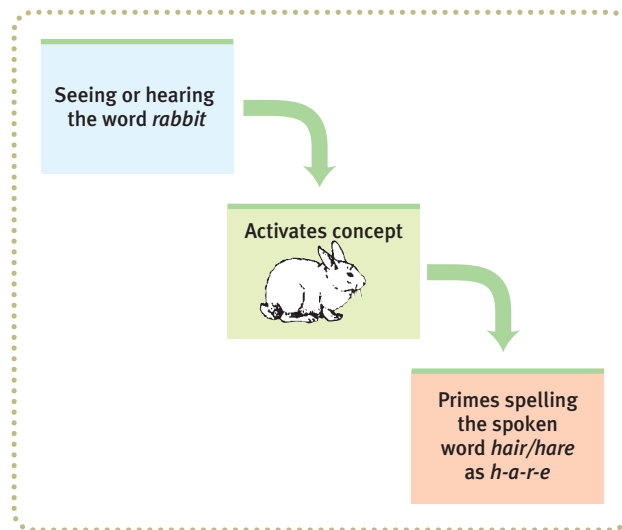 Seeing or hearing
the word rabbit
Activates concept
Primes spelling
the spoken
word hair/hare
as h-a-r-e